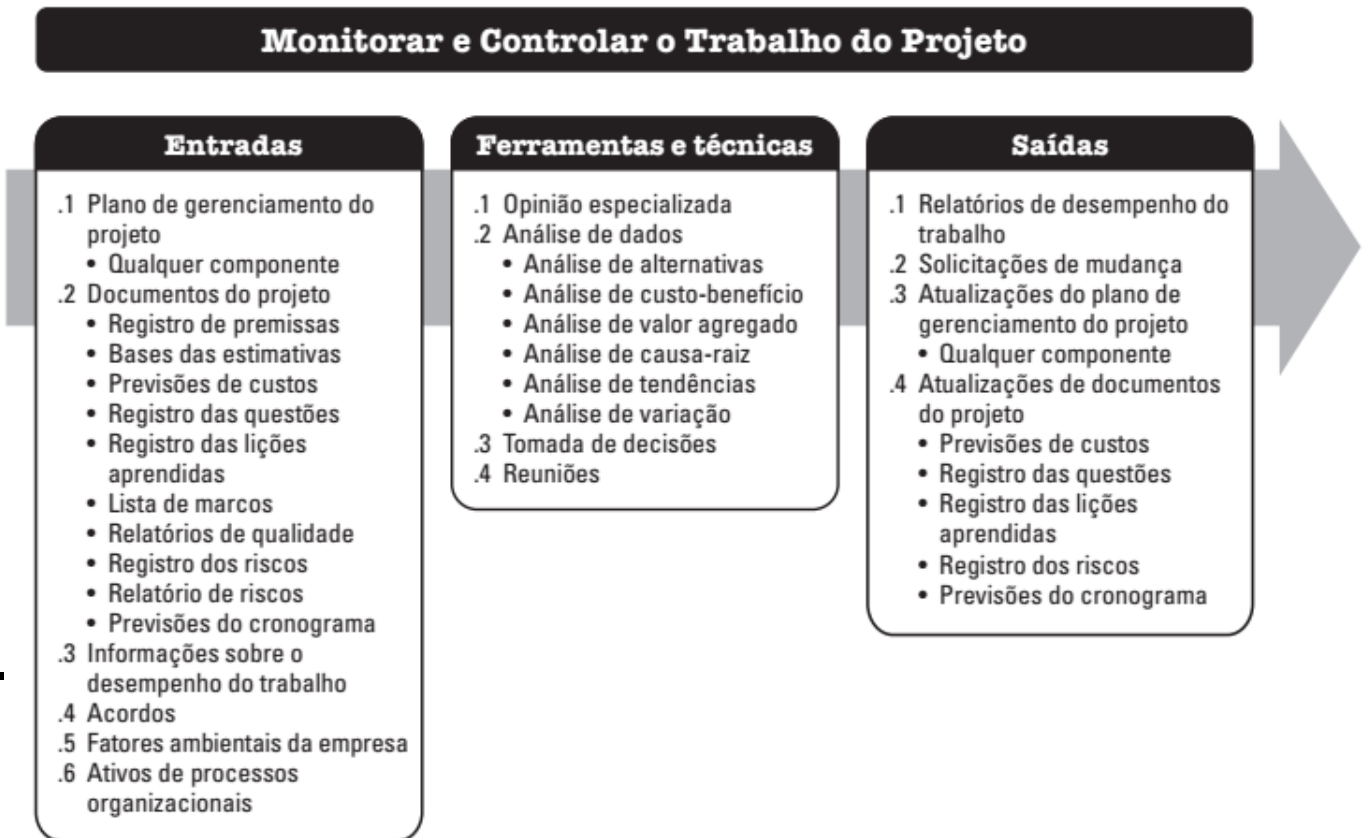 Monitorar e Controlar o Trabalho do Projeto
Entradas
.1 Plano de gerenciamento do
projeto
• Qualquer componente
.2 Documentos do projeto
• Registro de premissas
• Bases das estimativas
• Previsões de custos
• Registro das questões
• Registro das lições
aprendidas
• Lista de marcos
• Relatórios de qualidade
• Registro dos riscos
• Relatório de riscos
• Previsões do cronograma
.3 Informações sobre o
desempenho do trabalho
.4 Acordos
.5 Fatores ambientais da empresa
.6 Ativos de processos
organizacionais
Ferramentas e técnicas
.1 Opinião especializada
.2 Análise de dados
• Análise de alternativas
• Análise de custo-benefício
• Análise de valor agregado
• Análise de causa-raiz
• Análise de tendências
• Análise de variação
.3 Tomada de decisões
.4 Reuniões
Saídas
.1 Relatórios de desempenho do
trabalho
.2 Solicitações de mudança
.3 Atualizações do plano de
gerenciamento do projeto
• Qualquer componente
.4 Atualizações de documentos
do projeto
• Previsões de custos
• Registro das questões
• Registro das lições
aprendidas
• Registro dos riscos
• Previsões do cronograma